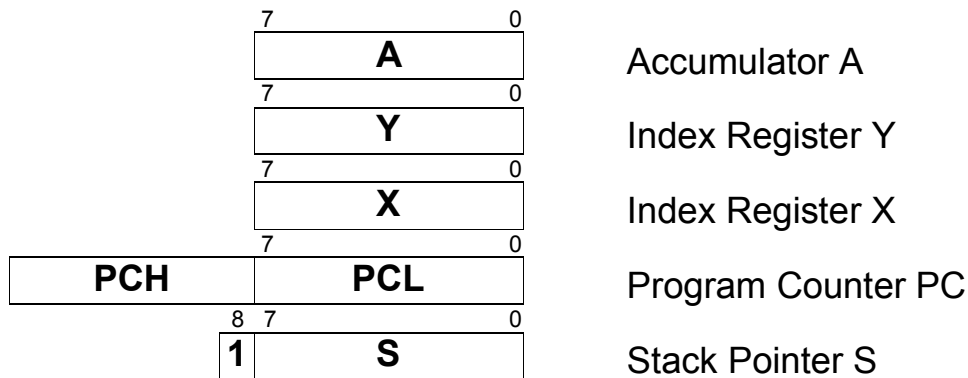 7 0
A Accumulator A
7 0
Y Index Register Y
7 0
X Index Register X
7 0
PCH PCL Program Counter PC
8 7 0
1 S Stack Pointer S